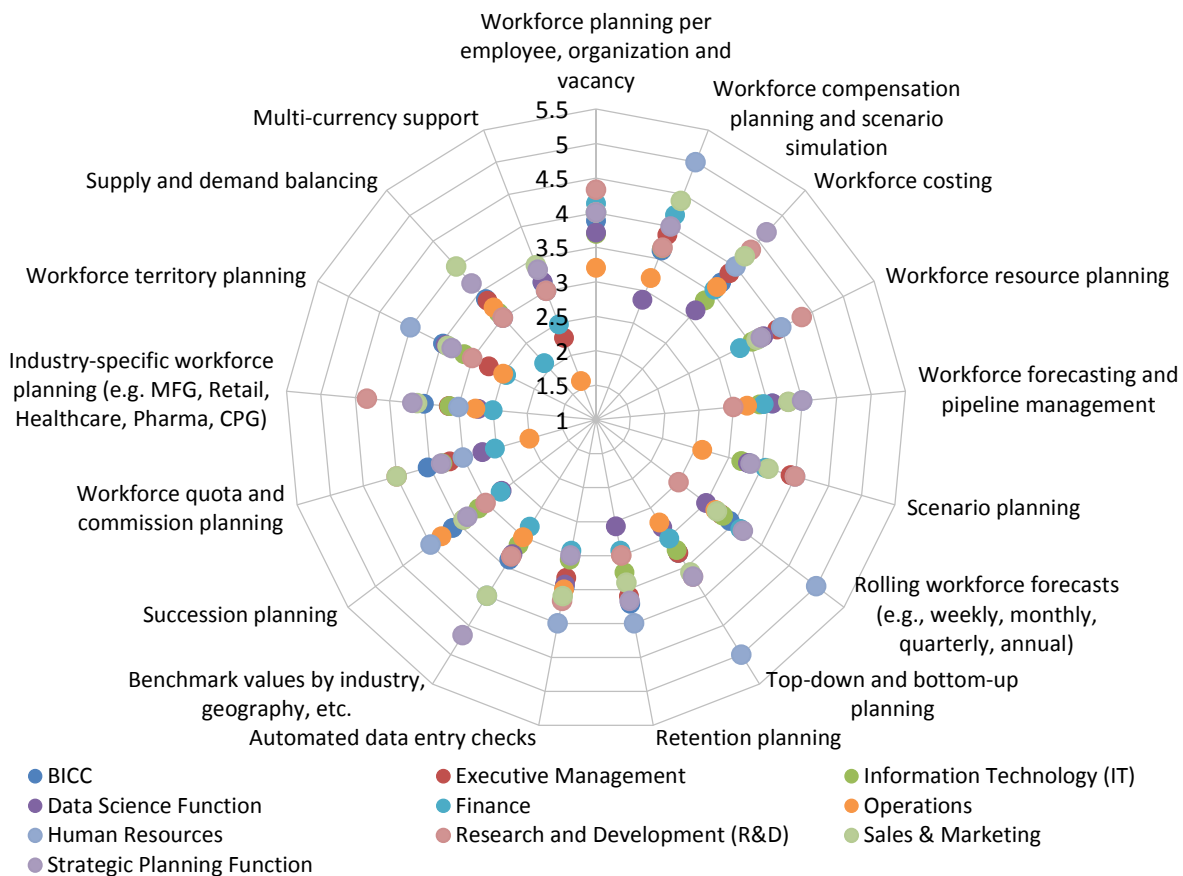 Workforce planning per
employee, organization and
vacancy
Workforce compensation
planning and scenario
simulation
Workforce costing
Workforce resource planning
Workforce forecasting and
pipeline management
Scenario planning
Rolling workforce forecasts
(e.g., weekly, monthly,
quarterly, annual)
Top-down and bottom-up
planning
Retention planning
Automated data entry checks
Benchmark values by industry,
geography, etc.
Succession planning
Workforce quota and
commission planning
Industry-specific workforce
planning (e.g. MFG, Retail,
Healthcare, Pharma, CPG)
Workforce territory planning
Supply and demand balancing
Multi-currency support
5.5
5
4.5
4
3.5
3
2.5
2
1.5
1
BICC
Executive Management
Information Technology (IT)
Data Science Function
Finance
Operations
Human Resources
Research and Development (R&D)
Sales & Marketing
Strategic Planning Function